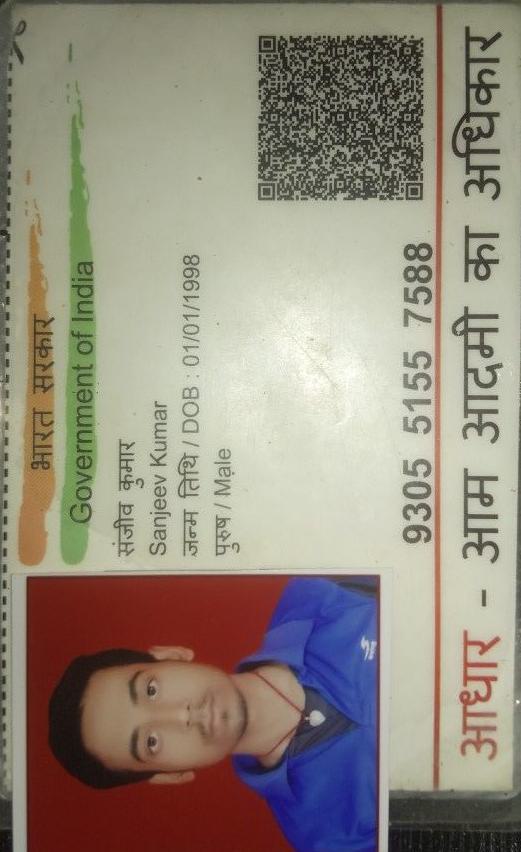 भारत सरकार
Government of India
संजीव कुमार
Sanjeev Kumar
जन्म तिथि / DOB : 01/01/1998
पुरुष / Male
9305 5155 7588
आधार - आम आदमी का अधिकार